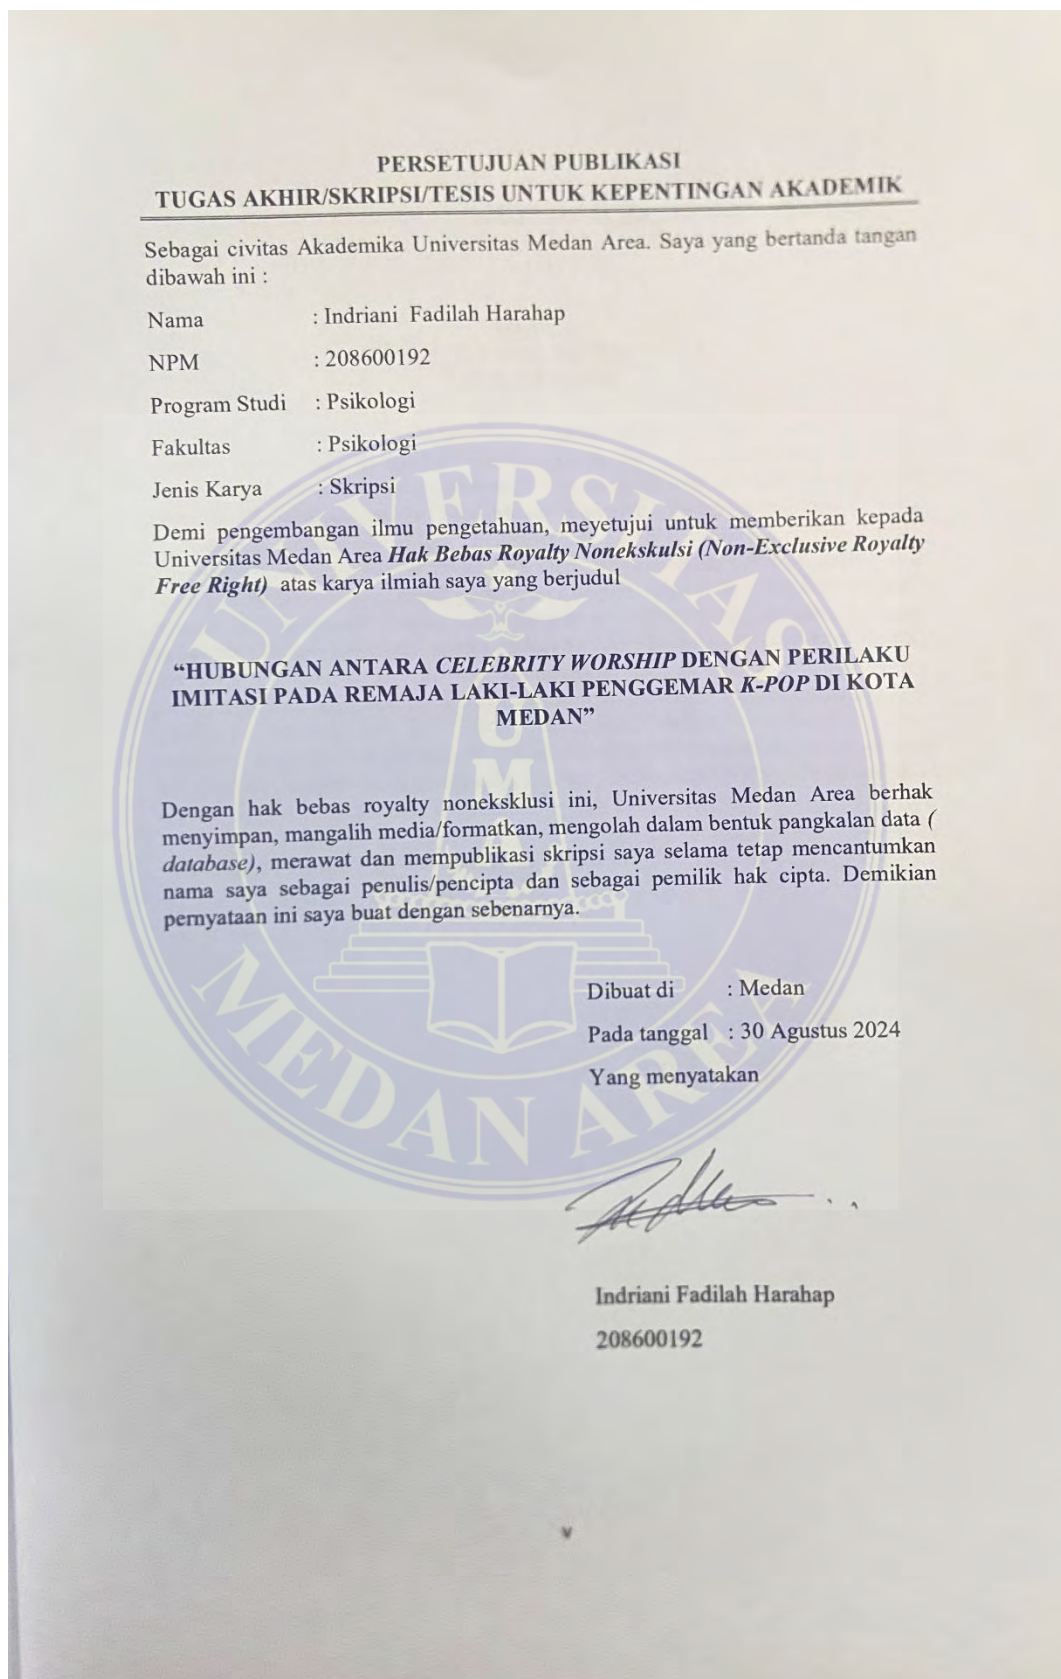 PERSETUJUAN PUBLIKASI
TUGAS AKHIR/SKRIPSI/TESIS UNTUK KEPENTINGAN AKADEMIK
Sebagai civitas Akademika Universitas Medan Area. Saya yang bertanda tangan
dibawah ini :
Nama : Indriani Fadilah Harahap
NPM : 208600192
Program Studi : Psikologi
Fakultas : Psikologi
Jenis Karya : Skripsi
Demi pengembangan ilmu pengetahuan, meyetujui untuk memberikan kepada
Universitas Medan Area Hak Bebas Royalty Nonekskulsi (Non-Exclusive Royalty
Free Right) atas karya ilmiah saya yang berjudul
“HUBUNGAN ANTARA CELEBRITY WORSHIP DENGAN PERILAKU
IMITASI PADA REMAJA LAKI-LAKI PENGGEMAR K-POP DI KOTA
MEDAN”
Dengan hak bebas royalty noneksklusi ini, Universitas Medan Area berhak
menyimpan, mangalih media/formatkan, mengolah dalam bentuk pangkalan data (
database), merawat dan mempublikasi skripsi saya selama tetap mencantumkan
nama saya sebagai penulis/pencipta dan sebagai pemilik hak cipta. Demikian
pernyataan ini saya buat dengan sebenarnya.
Dibuat di : Medan
Pada tanggal : 30 Agustus 2024
Yang menyatakan
Indriani Fadilah Harahap
208600192
v
UNIVERSITAS
UMA
MEDAN AREA